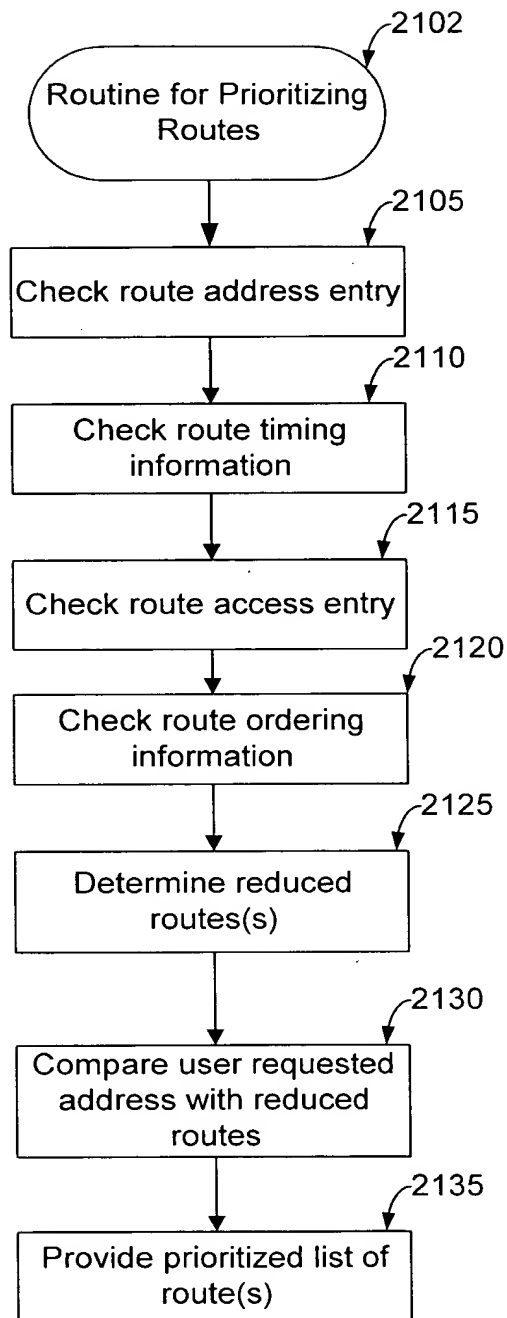 2102
Routine for Prioritizing
Routes
2105
Check route address entry
2110
Check route timing
information
2115
Check route access entry
2120
Check route ordering
information
2125
Determine reduced
routes(s)
2130
Compare user requested
address with reduced
routes
2135
Provide prioritized list of
route(s)